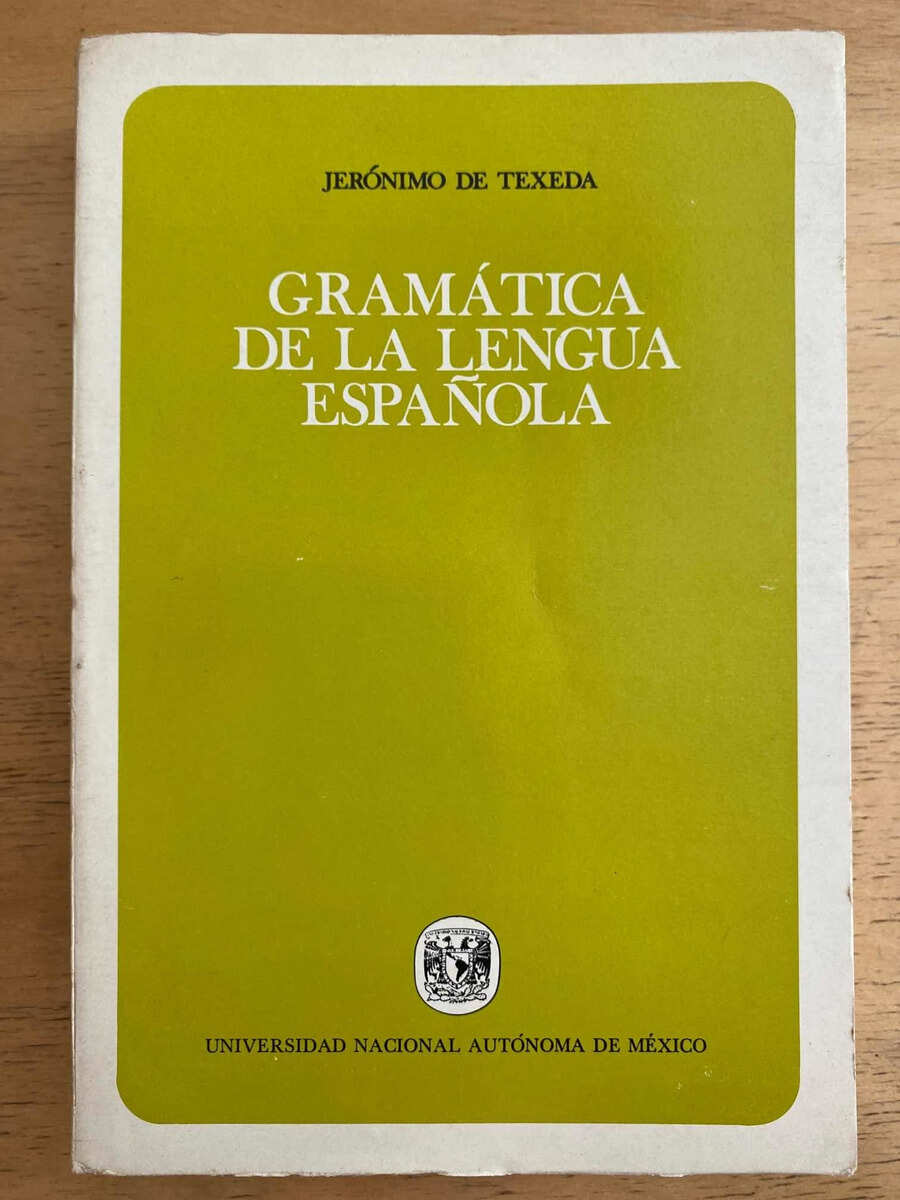 JERÓNIMO DE TEXEDA
GRAMÁTICA
DE LA LENGUA
ESPAÑOLA
UNIVERSIDAD NACIONAL AUTÓNOMA DE MÉXICO